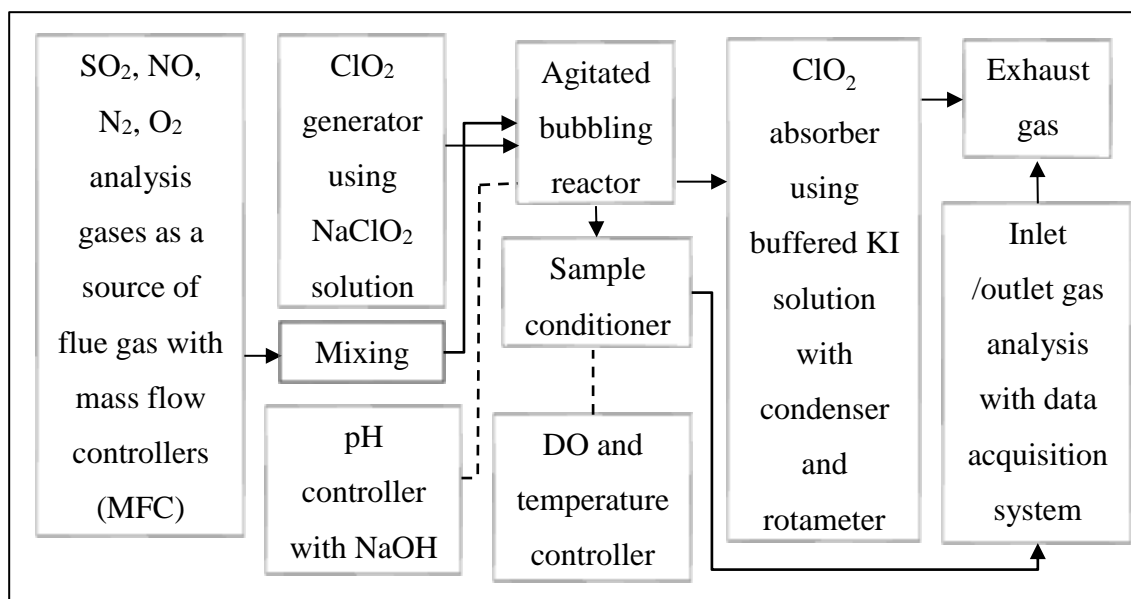 SO₂, NO,
N₂, O₂
analysis
gases as a
source of
flue gas with
mass flow
controllers
(MFC)
ClO₂
generator
using
NaClO₂
solution
Mixing
pH
controller
with NaOH
Agitated
bubbling
reactor
Sample
conditioner
DO and
temperature
controller
ClO₂
absorber
using
buffered KI
solution
with
condenser
and
rotameter
Exhaust
gas
Inlet
/outlet gas
analysis
with data
acquisition
system